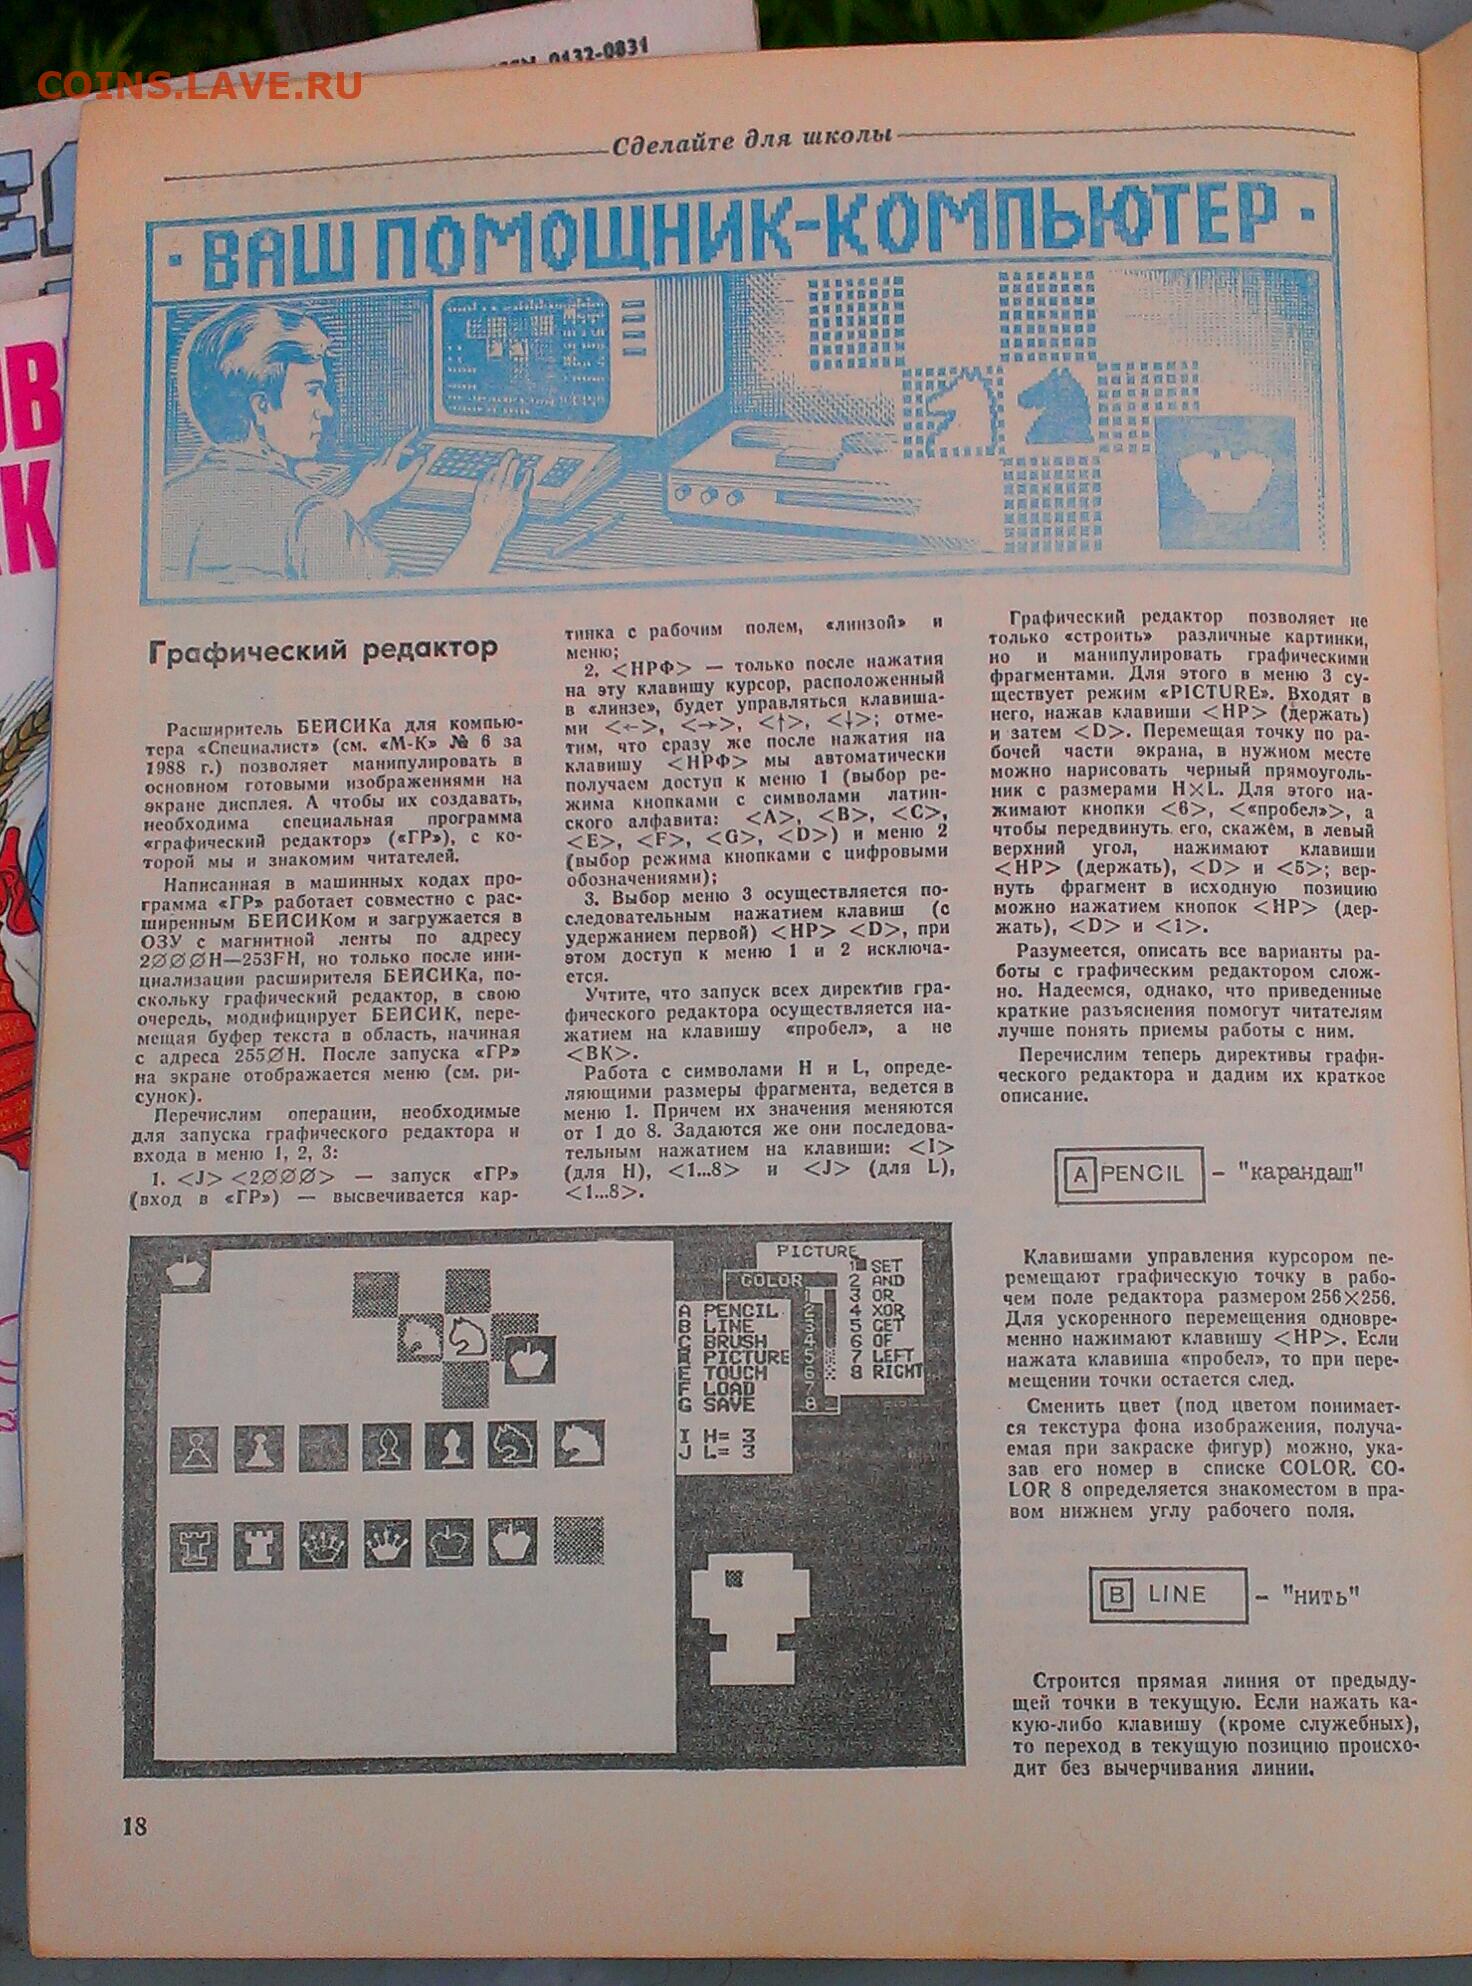 ISSN 0132-0831
COINS.LAVE.RU
Сделайте для школы
· ВАШ ПОМОЩНИК-КОМПЬЮТЕР ·
Графический редактор
Расширитель БЕЙСИКа для компью-
тера «Специалист» (см. «М-К» № 6 за
1988 г.) позволяет манипулировать в
основном готовыми изображениями на
экране дисплея. А чтобы их создавать,
необходима специальная программа
«графический редактор» («ГР»), с ко-
торой мы и знакомим читателей.
Написанная в машинных кодах про-
грамма «ГР» работает совместно с рас-
ширенным БЕЙСИКом и загружается в
ОЗУ с магнитной ленты по адресу
2∅∅∅H—253FH, но только после ини-
циализации расширителя БЕЙСИКа, по-
скольку графический редактор, в свою
очередь, модифицирует БЕЙСИК, пере-
мещая буфер текста в область, начиная
с адреса 255∅H. После запуска «ГР»
на экране отображается меню (см. ри-
сунок).
Перечислим операции, необходимые
для запуска графического редактора и
входа в меню 1, 2, 3:
1. <J> <2∅∅∅> — запуск «ГР»
(вход в «ГР») — высвечивается кар-
тинка с рабочим полем, «линзой» и
меню;
2. <НРФ> — только после нажатия
на эту клавишу курсор, расположенный
в «линзе», будет управляться клавиша-
ми <←>, <→>, <↑>, <↓>; отме-
тим, что сразу же после нажатия на
клавишу <НРФ> мы автоматически
получаем доступ к меню 1 (выбор ре-
жима кнопками с символами латин-
ского алфавита: <A>, <B>, <C>,
<E>, <F>, <G>, <D>) и меню 2
(выбор режима кнопками с цифровыми
обозначениями);
3. Выбор меню 3 осуществляется по-
следовательным нажатием клавиш (с
удержанием первой) <НР> <D>, при
этом доступ к меню 1 и 2 исключа-
ется.
Учтите, что запуск всех директив гра-
фического редактора осуществляется на-
жатием на клавишу «пробел», а не
<ВК>.
Работа с символами H и L, опреде-
ляющими размеры фрагмента, ведется в
меню 1. Причем их значения меняются
от 1 до 8. Задаются же они последова-
тельным нажатием на клавиши: <I>
(для H), <1...8> и <J> (для L),
<1...8>.
Графический редактор позволяет не
только «строить» различные картинки,
но и манипулировать графическими
фрагментами. Для этого в меню 3 су-
ществует режим «PICTURE». Входят в
него, нажав клавиши <НР> (держать)
и затем <D>. Перемещая точку по ра-
бочей части экрана, в нужном месте
можно нарисовать черный прямоуголь-
ник с размерами H×L. Для этого на-
жимают кнопки <6>, <«пробел»>, а
чтобы передвинуть его, скажем, в левый
верхний угол, нажимают клавиши
<НР> (держать), <D> и <5>; вер-
нуть фрагмент в исходную позицию
можно нажатием кнопок <НР> (дер-
жать), <D> и <1>.
Разумеется, описать все варианты ра-
боты с графическим редактором слож-
но. Надеемся, однако, что приведенные
краткие разъяснения помогут читателям
лучше понять приемы работы с ним.
Перечислим теперь директивы графи-
ческого редактора и дадим их краткое
описание.
A PENCIL - "карандаш"
Клавишами управления курсором пе-
ремещают графическую точку в рабо-
чем поле редактора размером 256×256.
Для ускоренного перемещения одновре-
менно нажимают клавишу <НР>. Если
нажата клавиша «пробел», то при пере-
мещении точки остается след.
Сменить цвет (под цветом понимает-
ся текстура фона изображения, получа-
емая при закраске фигур) можно, ука-
зав его номер в списке COLOR. CO-
LOR 8 определяется знакоместом в пра-
вом нижнем углу рабочего поля.
B LINE - "нить"
Строится прямая линия от предыду-
щей точки в текущую. Если нажать ка-
кую-либо клавишу (кроме служебных),
то переход в текущую позицию происхо-
дит без вычерчивания линии.
PICTURE
1 SET
2 AND
3 OR
4 XOR
5 GET
6 OF
7 LEFT
8 RIGHT
COLOR
1
2
3
4
5
6
7
8
A PENCIL
B LINE
C BRUSH
PICTURE
E TOUCH
F LOAD
G SAVE
I H= 3
J L= 3
18